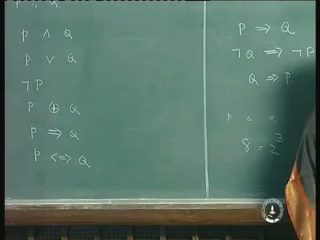 P ∧ Q
P ∨ Q
¬P
P ⊕ Q
P ⇒ Q
P <=> Q
P ⇒ Q
¬Q ⇒ ¬P
Q ⇒ P
8 = 2³